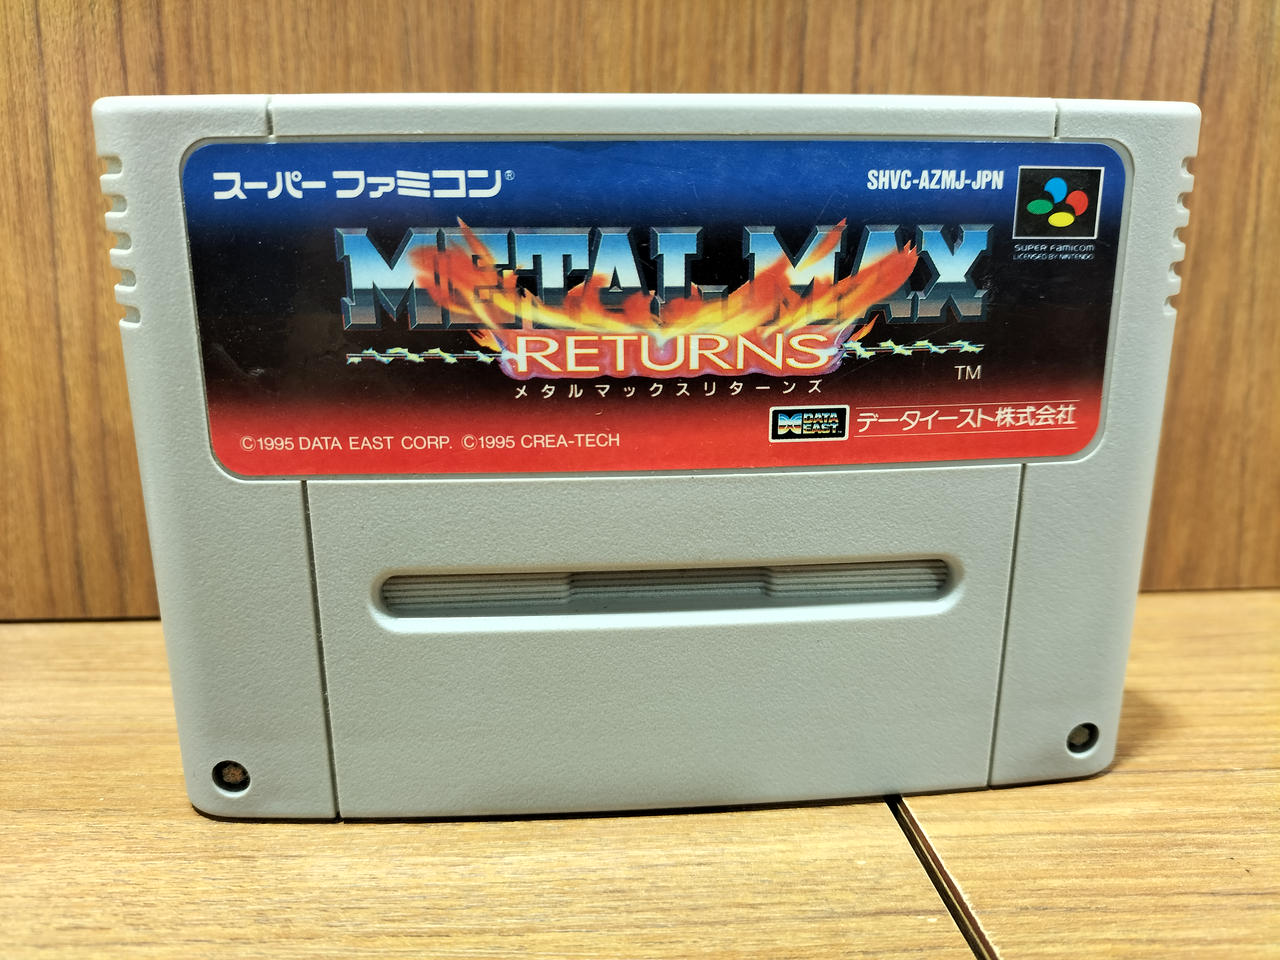 スーパーファミコン®
SHVC-AZMJ-JPN
SUPER Famicom
LICENSED BY NINTENDO
METAL MAX
RETURNS
TM
メタルマックスリターンズ
DATA EAST™
データイースト株式会社
©1995 DATA EAST CORP. ©1995 CREA-TECH